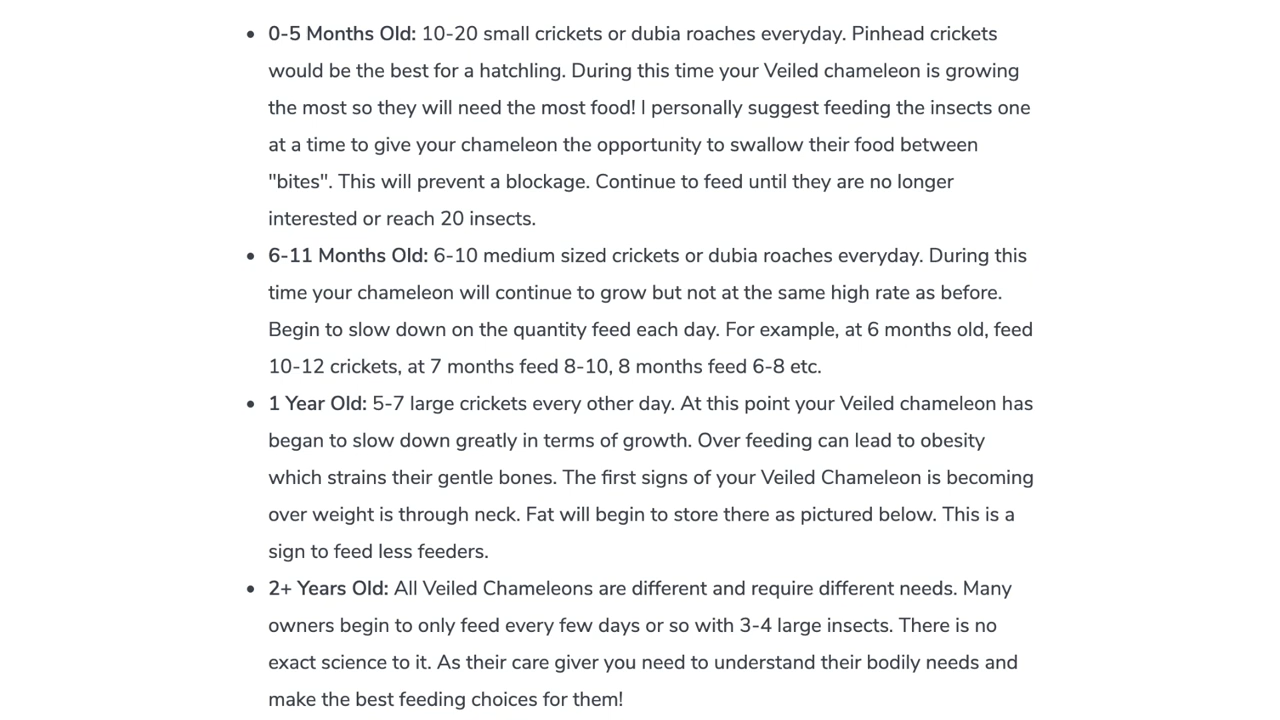 • 0-5 Months Old: 10-20 small crickets or dubia roaches everyday. Pinhead crickets
would be the best for a hatchling. During this time your Veiled chameleon is growing
the most so they will need the most food! I personally suggest feeding the insects one
at a time to give your chameleon the opportunity to swallow their food between
"bites". This will prevent a blockage. Continue to feed until they are no longer
interested or reach 20 insects.
• 6-11 Months Old: 6-10 medium sized crickets or dubia roaches everyday. During this
time your chameleon will continue to grow but not at the same high rate as before.
Begin to slow down on the quantity feed each day. For example, at 6 months old, feed
10-12 crickets, at 7 months feed 8-10, 8 months feed 6-8 etc.
• 1 Year Old: 5-7 large crickets every other day. At this point your Veiled chameleon has
began to slow down greatly in terms of growth. Over feeding can lead to obesity
which strains their gentle bones. The first signs of your Veiled Chameleon is becoming
over weight is through neck. Fat will begin to store there as pictured below. This is a
sign to feed less feeders.
• 2+ Years Old: All Veiled Chameleons are different and require different needs. Many
owners begin to only feed every few days or so with 3-4 large insects. There is no
exact science to it. As their care giver you need to understand their bodily needs and
make the best feeding choices for them!